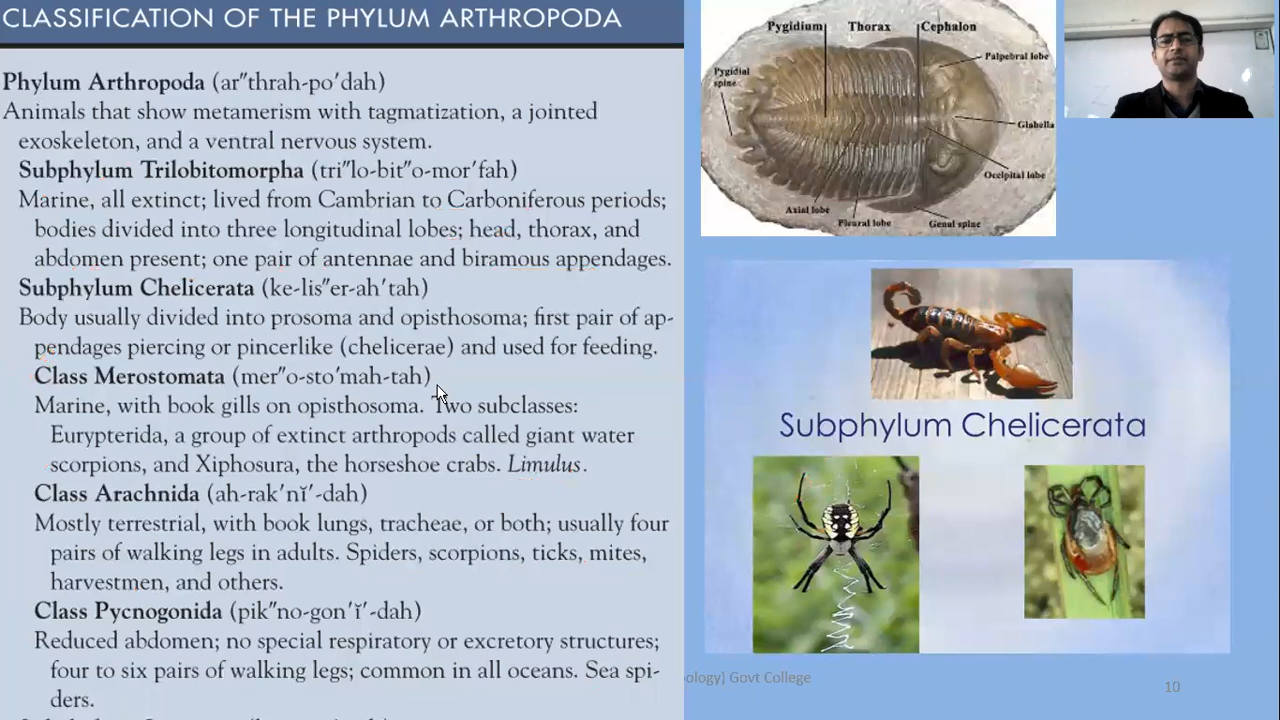 CLASSIFICATION OF THE PHYLUM ARTHROPODA
Phylum Arthropoda (ar″thrah-po′dah)
Animals that show metamerism with tagmatization, a jointed
exoskeleton, and a ventral nervous system.
Subphylum Trilobitomorpha (tri″lo-bit″o-mor′fah)
Marine, all extinct; lived from Cambrian to Carboniferous periods;
bodies divided into three longitudinal lobes; head, thorax, and
abdomen present; one pair of antennae and biramous appendages.
Subphylum Chelicerata (ke-lis″er-ah′tah)
Body usually divided into prosoma and opisthosoma; first pair of ap-
pendages piercing or pincerlike (chelicerae) and used for feeding.
Class Merostomata (mer″o-sto′mah-tah)
Marine, with book gills on opisthosoma. Two subclasses:
Eurypterida, a group of extinct arthropods called giant water
scorpions, and Xiphosura, the horseshoe crabs. Limulus.
Class Arachnida (ah-rak′nĭ′-dah)
Mostly terrestrial, with book lungs, tracheae, or both; usually four
pairs of walking legs in adults. Spiders, scorpions, ticks, mites,
harvestmen, and others.
Class Pycnogonida (pik″no-gon′ĭ′-dah)
Reduced abdomen; no special respiratory or excretory structures;
four to six pairs of walking legs; common in all oceans. Sea spi-
ders.
Pygidium Thorax Cephalon
Palpebral lobe
Pygidial
spine
Glabella
Occipital lobe
Axial lobe
Pleural lobe
Genal spine
Subphylum Chelicerata
ology) Govt College
10